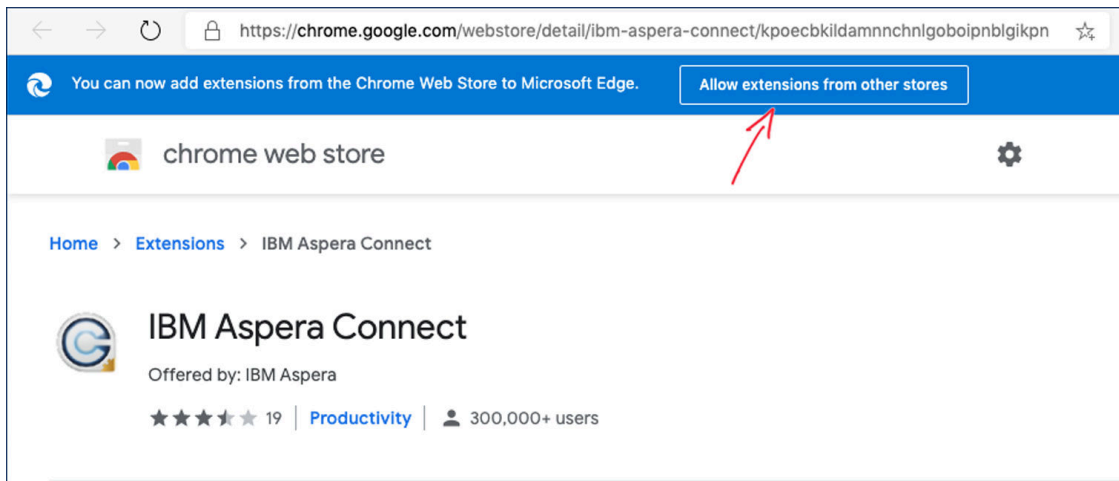 https://chrome.google.com/webstore/detail/ibm-aspera-connect/kpoecbkildamnnchnlgoboipnblgikpn
You can now add extensions from the Chrome Web Store to Microsoft Edge. Allow extensions from other stores
chrome web store
Home > Extensions > IBM Aspera Connect
IBM Aspera Connect
Offered by: IBM Aspera
19 | Productivity | 300,000+ users